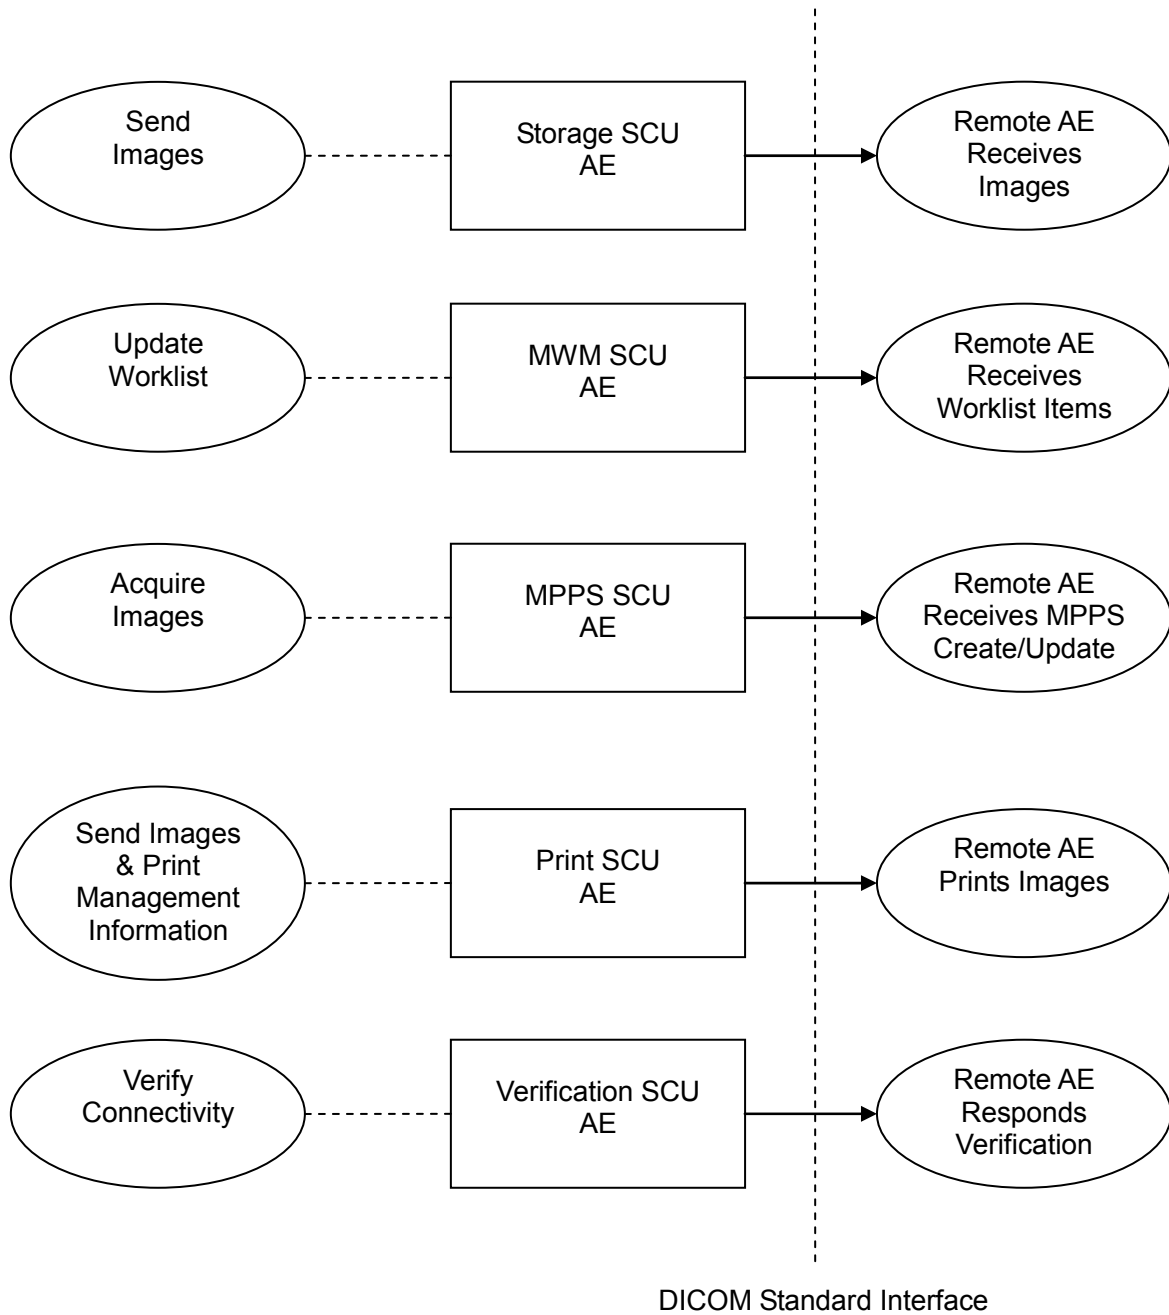 Send
Images
Storage SCU
AE
Remote AE
Receives
Images
Update
Worklist
MWM SCU
AE
Remote AE
Receives
Worklist Items
Acquire
Images
MPPS SCU
AE
Remote AE
Receives MPPS
Create/Update
Send Images
& Print
Management
Information
Print SCU
AE
Remote AE
Prints Images
Verify
Connectivity
Verification SCU
AE
Remote AE
Responds
Verification
DICOM Standard Interface